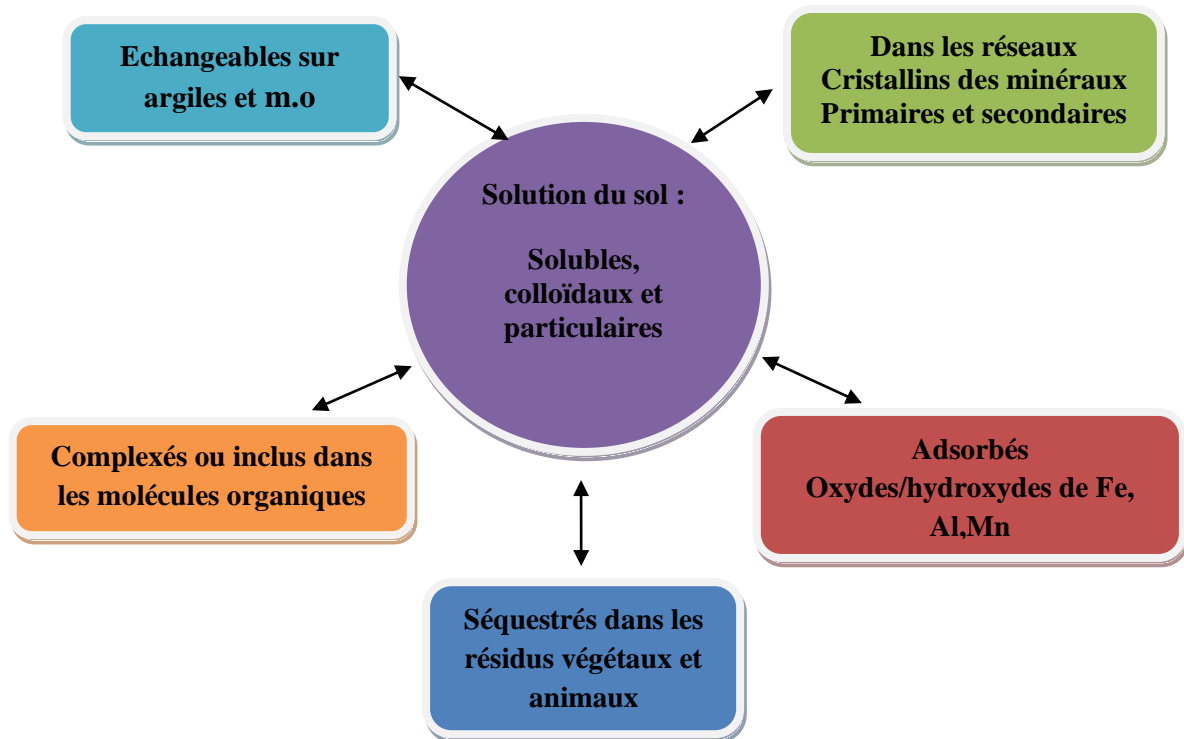 Echangeables sur
argiles et m.o
Dans les réseaux
Cristallins des minéraux
Primaires et secondaires
Solution du sol :
Solubles,
colloïdaux et
particulaires
Complexés ou inclus dans
les molécules organiques
Adsorbés
Oxydes/hydroxydes de Fe,
Al,Mn
Séquestrés dans les
résidus végétaux et
animaux